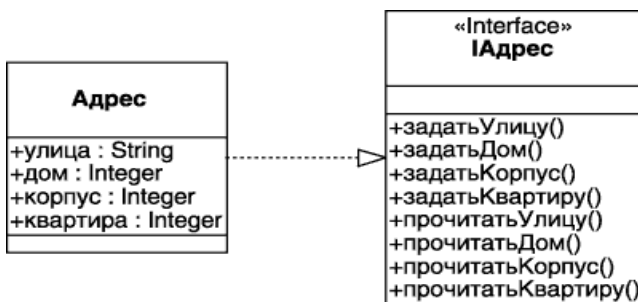 Адрес
+улица : String
+дом : Integer
+корпус : Integer
+квартира : Integer
«Interface»
IАдрес
+задатьУлицу()
+задатьДом()
+задатьКорпус()
+задатьКвартиру()
+прочитатьУлицу()
+прочитатьДом()
+прочитатьКорпус()
+прочитатьКвартиру()